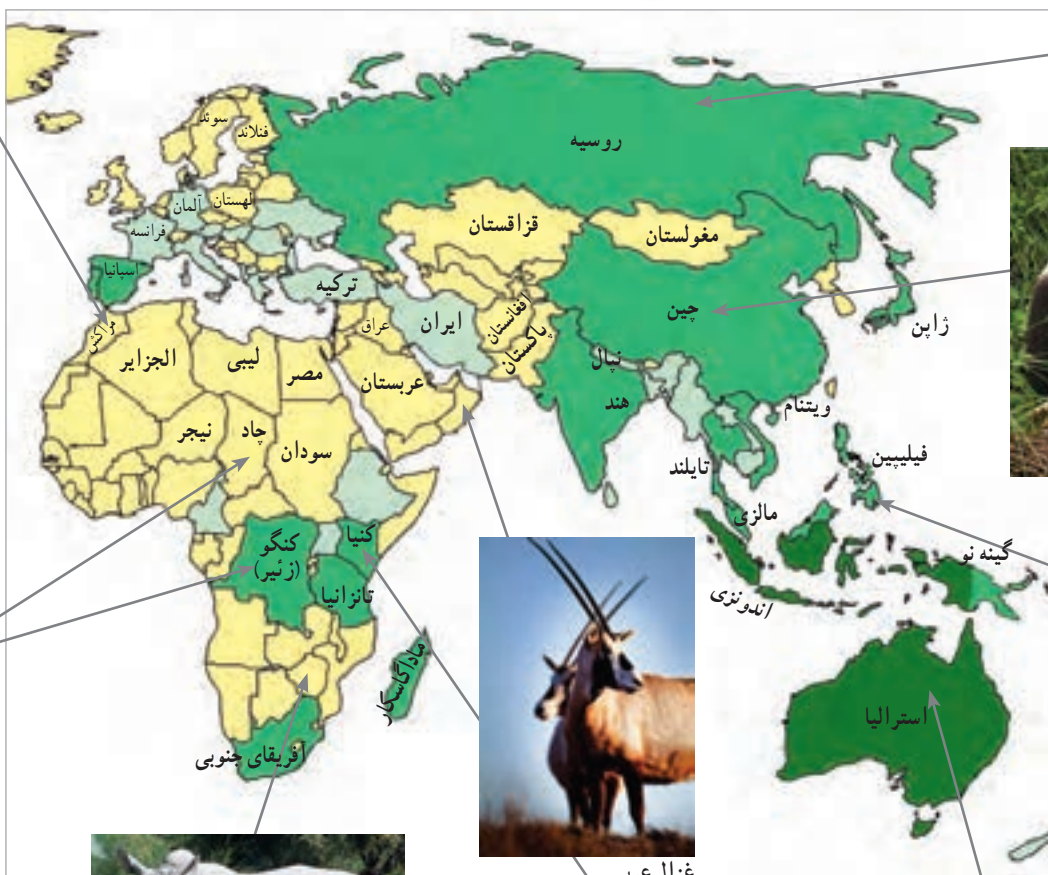 سوئد
فنلاند
روسیه
آلمان
لهستان
فرانسه
اسپانیا
قزاقستان
مغولستان
ترکیه
ایران
عراق
افغانستان
پاکستان
چین
ژاپن
نپال
هند
مراکش
الجزایر
لیبی
مصر
عربستان
نیجر
چاد
سودان
ویتنام
تایلند
فیلیپین
مالزی
گینه نو
اندونزی
کنگو
(زئیر)
کنیا
تانزانیا
ماداگاسکار
آفریقای جنوبی
استرالیا